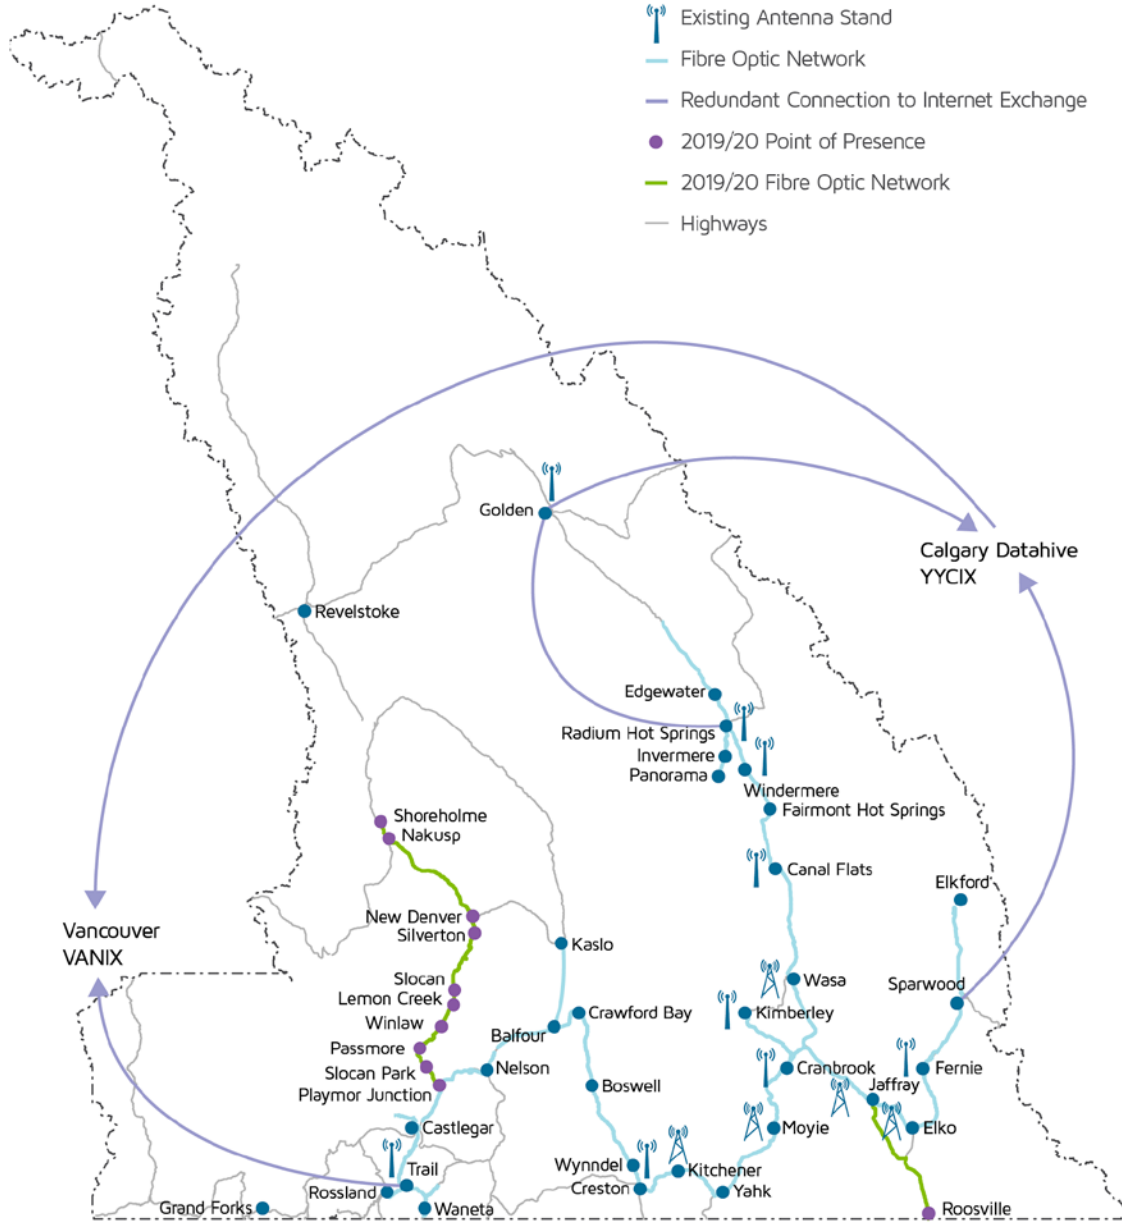 Existing Antenna Stand
Fibre Optic Network
Redundant Connection to Internet Exchange
2019/20 Point of Presence
2019/20 Fibre Optic Network
Highways
Golden
Calgary Datahive
YYCIX
Revelstoke
Edgewater
Radium Hot Springs
Invermere
Panorama
Windermere
Fairmont Hot Springs
Shoreholme
Nakusp
Canal Flats
Elkford
New Denver
Silverton
Vancouver
VANIX
Kaslo
Slocan
Lemon Creek
Wasa
Sparwood
Winlaw
Crawford Bay
Kimberley
Balfour
Passmore
Slocan Park
Playmor Junction
Nelson
Cranbrook
Fernie
Jaffray
Boswell
Castlegar
Moyie
Elko
Wynndel
Trail
Kitchener
Rossland
Creston
Yahk
Grand Forks
Waneta
Roosville